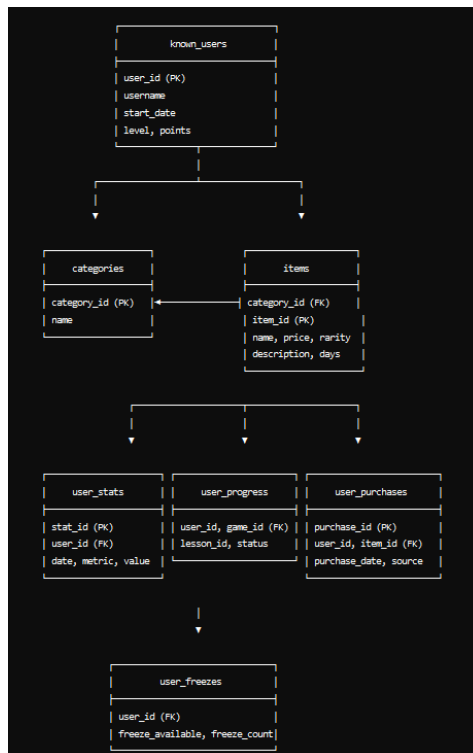 known_users
user_id (PK)
username
start_date
level, points
categories
category_id (PK)
name
items
category_id (FK)
item_id (PK)
name, price, rarity
description, days
user_stats
stat_id (PK)
user_id (FK)
date, metric, value
user_progress
user_id, game_id (FK)
lesson_id, status
user_purchases
purchase_id (PK)
user_id, item_id (FK)
purchase_date, source
user_freezes
user_id (FK)
freeze_available, freeze_count